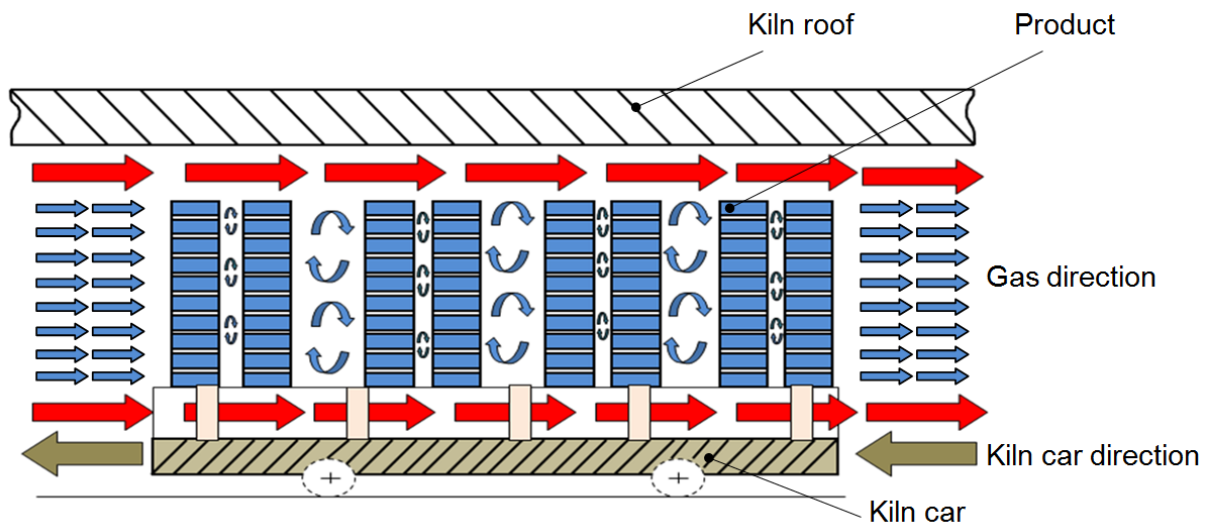 Kiln roof
Product
Gas direction
Kiln car direction
Kiln car